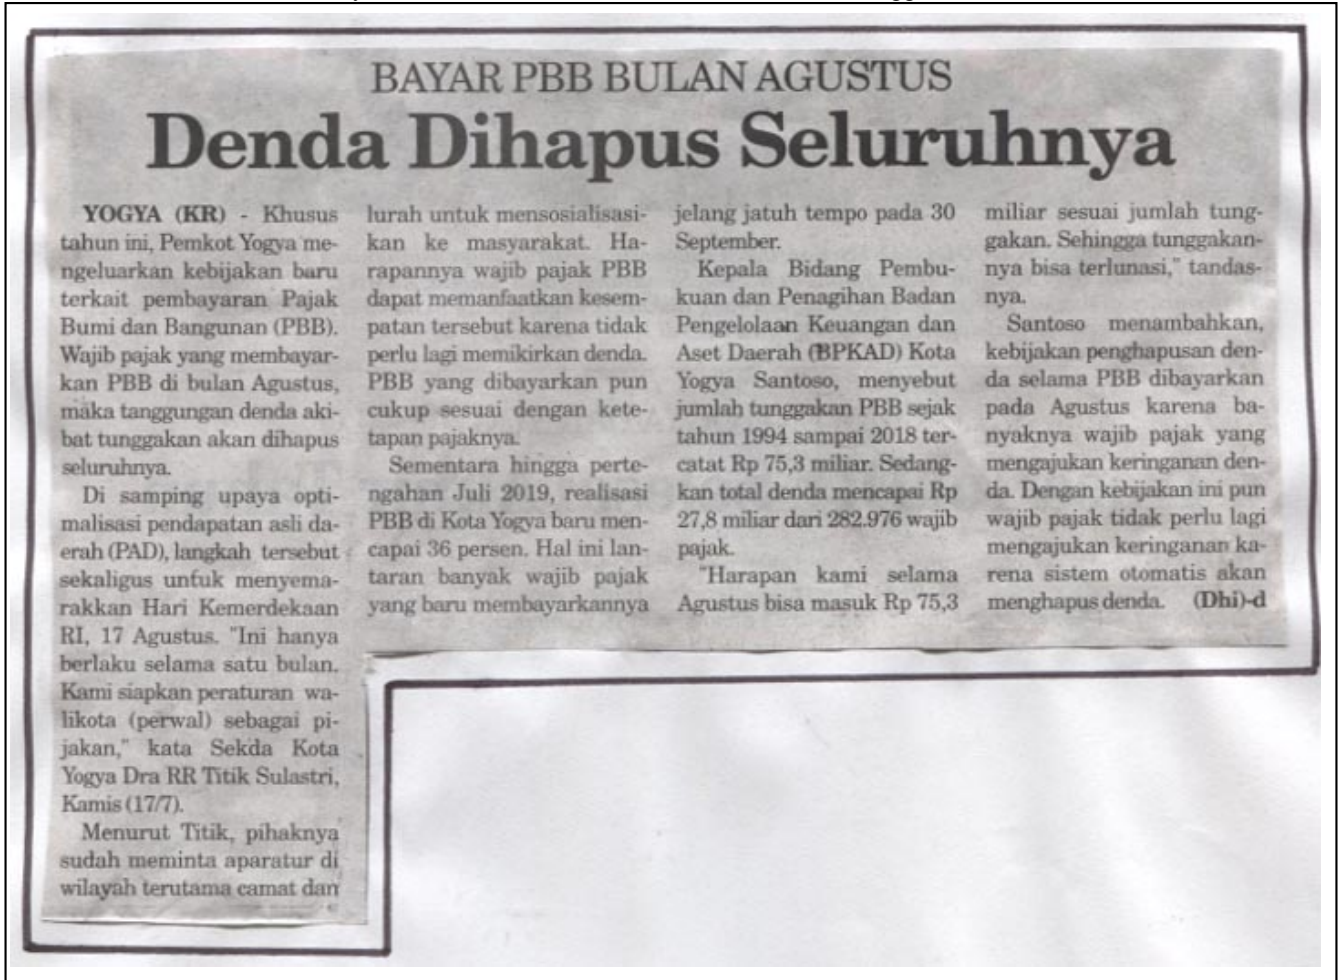 BAYAR PBB BULAN AGUSTUS
Denda Dihapus Seluruhnya
YOGYA (KR) - Khusus
tahun ini, Pemkot Yogya me-
ngeluarkan kebijakan baru
terkait pembayaran Pajak
Bumi dan Bangunan (PBB).
Wajib pajak yang membayar-
kan PBB di bulan Agustus,
maka tanggungan denda aki-
bat tunggakan akan dihapus
seluruhnya.
Di samping upaya opti-
malisasi pendapatan asli da-
erah (PAD), langkah tersebut
sekaligus untuk menyema-
rakkan Hari Kemerdekaan
RI, 17 Agustus. "Ini hanya
berlaku selama satu bulan.
Kami siapkan peraturan wa-
likota (perwal) sebagai pi-
jakan," kata Sekda Kota
Yogya Dra RR Titik Sulastri,
Kamis (17/7).
Menurut Titik, pihaknya
sudah meminta aparatur di
wilayah terutama camat dan
lurah untuk mensosialisasi-
kan ke masyarakat. Ha-
rapannya wajib pajak PBB
dapat memanfaatkan kesem-
patan tersebut karena tidak
perlu lagi memikirkan denda.
PBB yang dibayarkan pun
cukup sesuai dengan kete-
tapan pajaknya.
Sementara hingga perte-
ngahan Juli 2019, realisasi
PBB di Kota Yogya baru men-
capai 36 persen. Hal ini lan-
taran banyak wajib pajak
yang baru membayarkannya
jelang jatuh tempo pada 30
September.
Kepala Bidang Pembu-
kuan dan Penagihan Badan
Pengelolaan Keuangan dan
Aset Daerah (BPKAD) Kota
Yogya Santoso, menyebut
jumlah tunggakan PBB sejak
tahun 1994 sampai 2018 ter-
catat Rp 75,3 miliar. Sedang-
kan total denda mencapai Rp
27,8 miliar dari 282.976 wajib
pajak.
"Harapan kami selama
Agustus bisa masuk Rp 75,3
miliar sesuai jumlah tung-
gakan. Sehingga tunggakan-
nya bisa terlunasi," tandas-
nya.
Santoso menambahkan,
kebijakan penghapusan den-
da selama PBB dibayarkan
pada Agustus karena ba-
nyaknya wajib pajak yang
mengajukan keringanan den-
da. Dengan kebijakan ini pun
wajib pajak tidak perlu lagi
mengajukan keringanan ka-
rena sistem otomatis akan
menghapus denda. (Dhi)-d